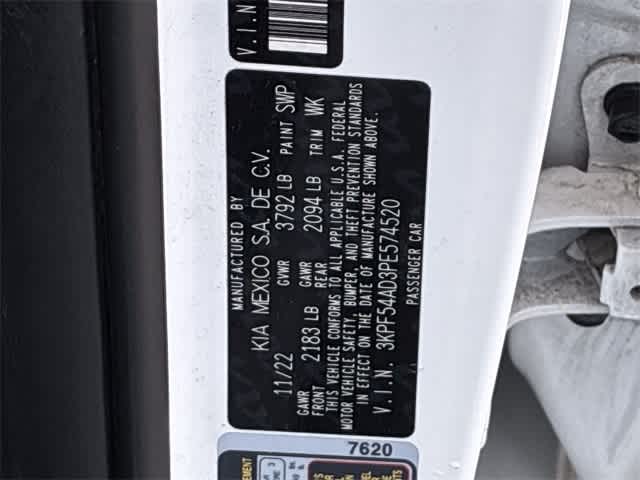 V.I.N
MANUFACTURED BY
KIA MEXICO S.A. DE C.V.
11/22 GVWR 3792 LB PAINT SWP
GAWR FRONT 2183 LB GAWR REAR 2094 LB TRIM WK
THIS VEHICLE CONFORMS TO ALL APPLICABLE U.S.A. FEDERAL
MOTOR VEHICLE SAFETY, BUMPER, AND THEFT PREVENTION STANDARDS
IN EFFECT ON THE DATE OF MANUFACTURE SHOWN ABOVE.
V.I.N. 3KPF54AD3PE574520
PASSENGER CAR
7620